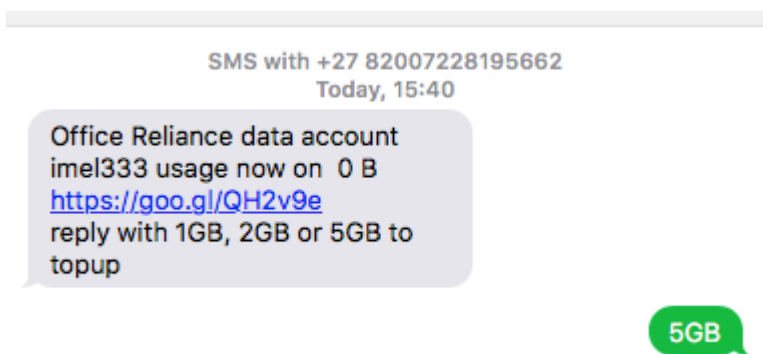 SMS with +27 82007228195662
Today, 15:40
Office Reliance data account
imel333 usage now on  0 B
https://goo.gl/QH2v9e
reply with 1GB, 2GB or 5GB to
topup
5GB